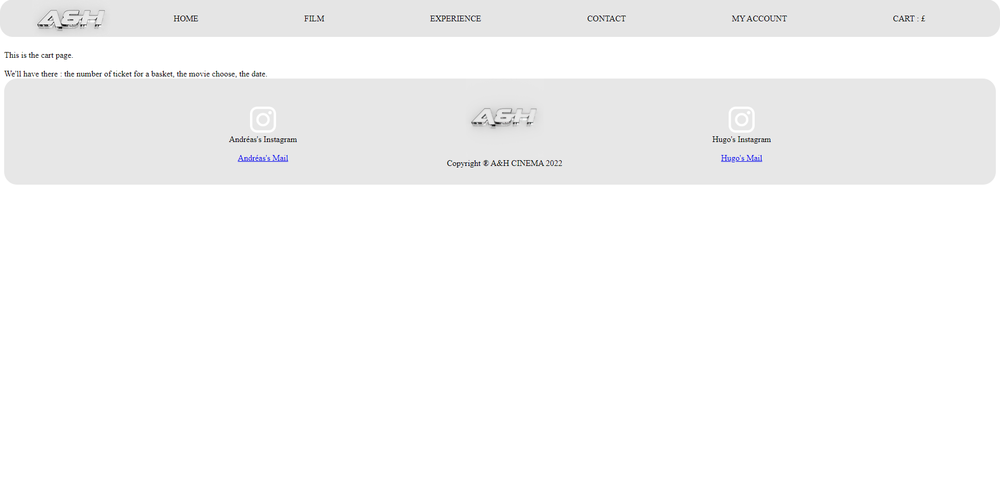 A&H HOME FILM EXPERIENCE CONTACT MY ACCOUNT CART : £
This is the cart page.
We'll have there : the number of ticket for a basket, the movie choose, the date.
A&H
Andréas's Instagram
Andréas's Mail
Copyright ® A&H CINEMA 2022
Hugo's Instagram
Hugo's Mail